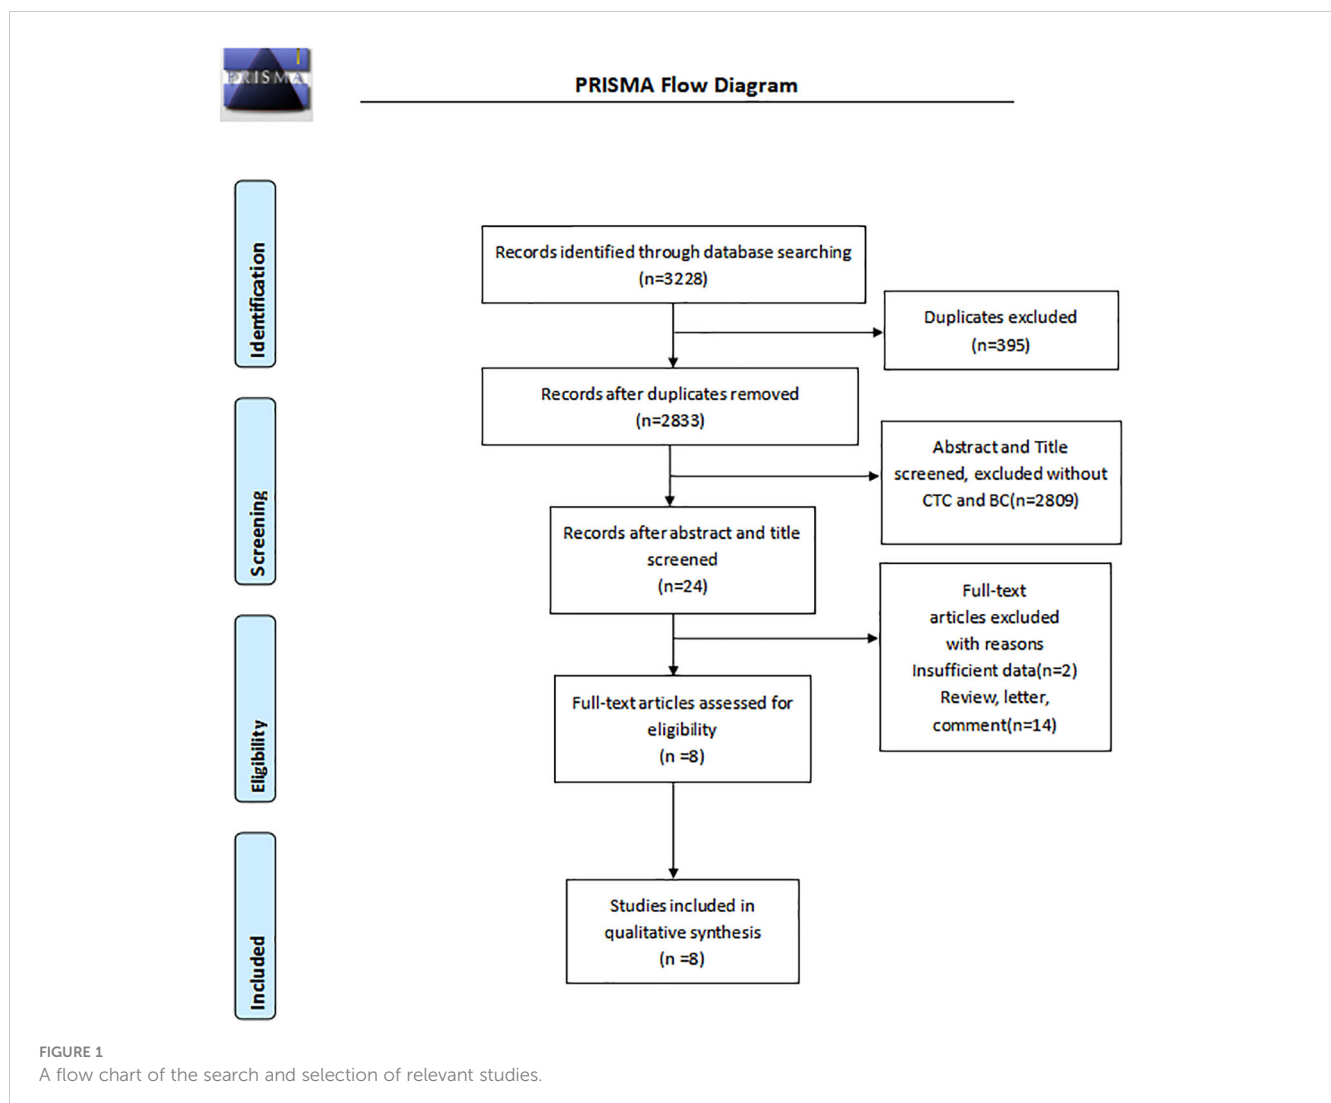 PRISMA
PRISMA Flow Diagram
Identification
Records identified through database searching
(n=3228)
Duplicates excluded
(n=395)
Records after duplicates removed
(n=2833)
Screening
Abstract and Title
screened, excluded without
CTC and BC(n=2809)
Records after abstract and title
screened
(n=24)
Full-text
articles excluded
with reasons
Insufficient data(n=2)
Review, letter,
comment(n=14)
Eligibility
Full-text articles assessed for
eligibility
(n =8)
Included
Studies included in
qualitative synthesis
(n =8)
FIGURE 1
A flow chart of the search and selection of relevant studies.